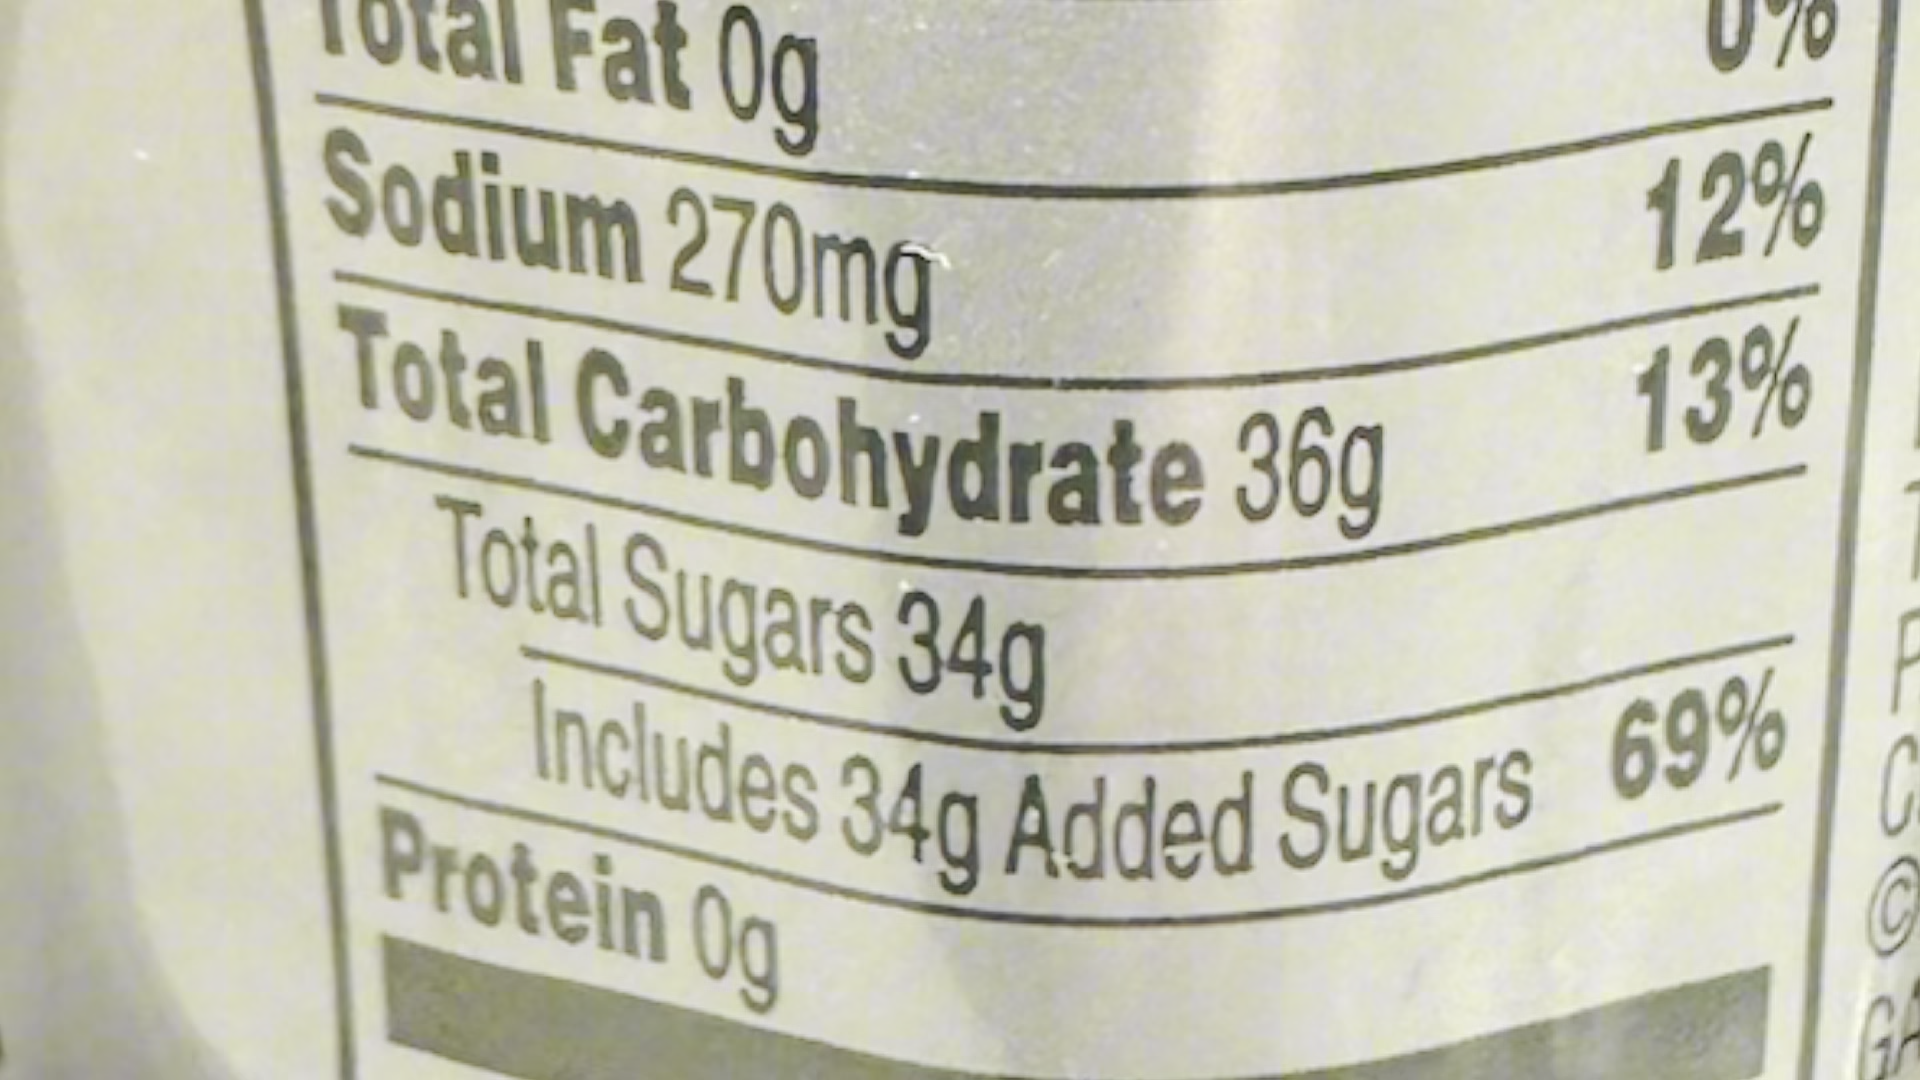 Total Fat 0g 0%
Sodium 270mg 12%
Total Carbohydrate 36g 13%
Total Sugars 34g
Includes 34g Added Sugars 69%
Protein 0g
©